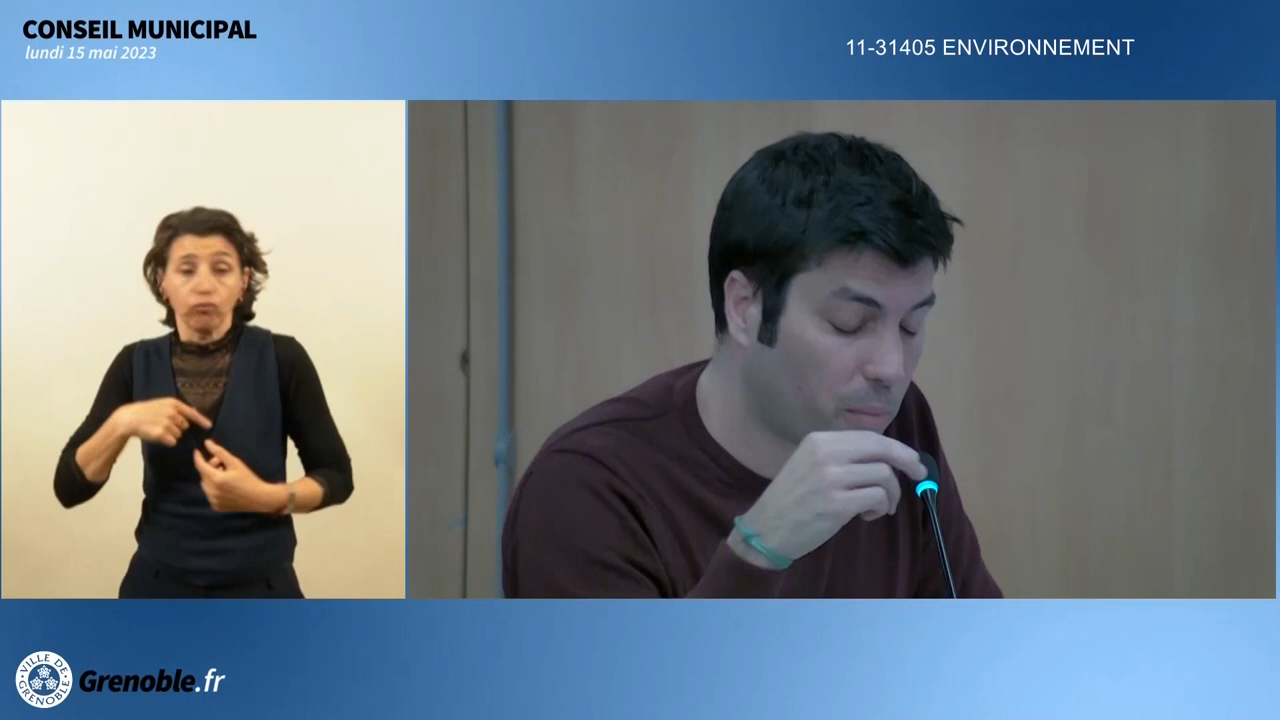 CONSEIL MUNICIPAL
lundi 15 mai 2023
11-31405 ENVIRONNEMENT
VILLE DE
GRENOBLE
Grenoble.fr